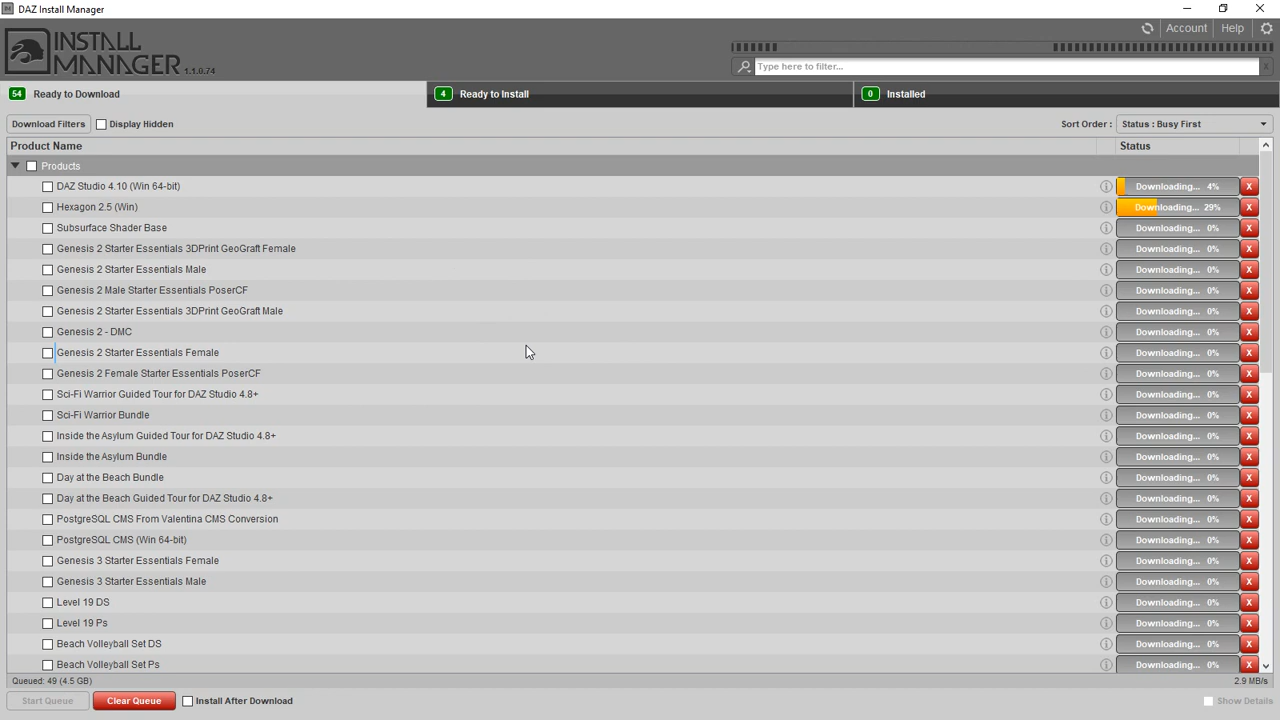 DAZ Install Manager
INSTALL
MANAGER 1.1.0.74
Account Help
Type here to filter... x
54 Ready to Download 4 Ready to Install 0 Installed
Download Filters Display Hidden Sort Order : Status : Busy First
Product Name Status
Products
DAZ Studio 4.10 (Win 64-bit) Downloading... 4% X
Hexagon 2.5 (Win) Downloading... 29% X
Subsurface Shader Base Downloading... 0% X
Genesis 2 Starter Essentials 3DPrint GeoGraft Female Downloading... 0% X
Genesis 2 Starter Essentials Male Downloading... 0% X
Genesis 2 Male Starter Essentials PoserCF Downloading... 0% X
Genesis 2 Starter Essentials 3DPrint GeoGraft Male Downloading... 0% X
Genesis 2 - DMC Downloading... 0% X
Genesis 2 Starter Essentials Female Downloading... 0% X
Genesis 2 Female Starter Essentials PoserCF Downloading... 0% X
Sci-Fi Warrior Guided Tour for DAZ Studio 4.8+ Downloading... 0% X
Sci-Fi Warrior Bundle Downloading... 0% X
Inside the Asylum Guided Tour for DAZ Studio 4.8+ Downloading... 0% X
Inside the Asylum Bundle Downloading... 0% X
Day at the Beach Bundle Downloading... 0% X
Day at the Beach Guided Tour for DAZ Studio 4.8+ Downloading... 0% X
PostgreSQL CMS From Valentina CMS Conversion Downloading... 0% X
PostgreSQL CMS (Win 64-bit) Downloading... 0% X
Genesis 3 Starter Essentials Female Downloading... 0% X
Genesis 3 Starter Essentials Male Downloading... 0% X
Level 19 DS Downloading... 0% X
Level 19 Ps Downloading... 0% X
Beach Volleyball Set DS Downloading... 0% X
Beach Volleyball Set Ps Downloading... 0% X
Queued: 49 (4.5 GB) 2.9 MB/s
Start Queue Clear Queue Install After Download Show Details